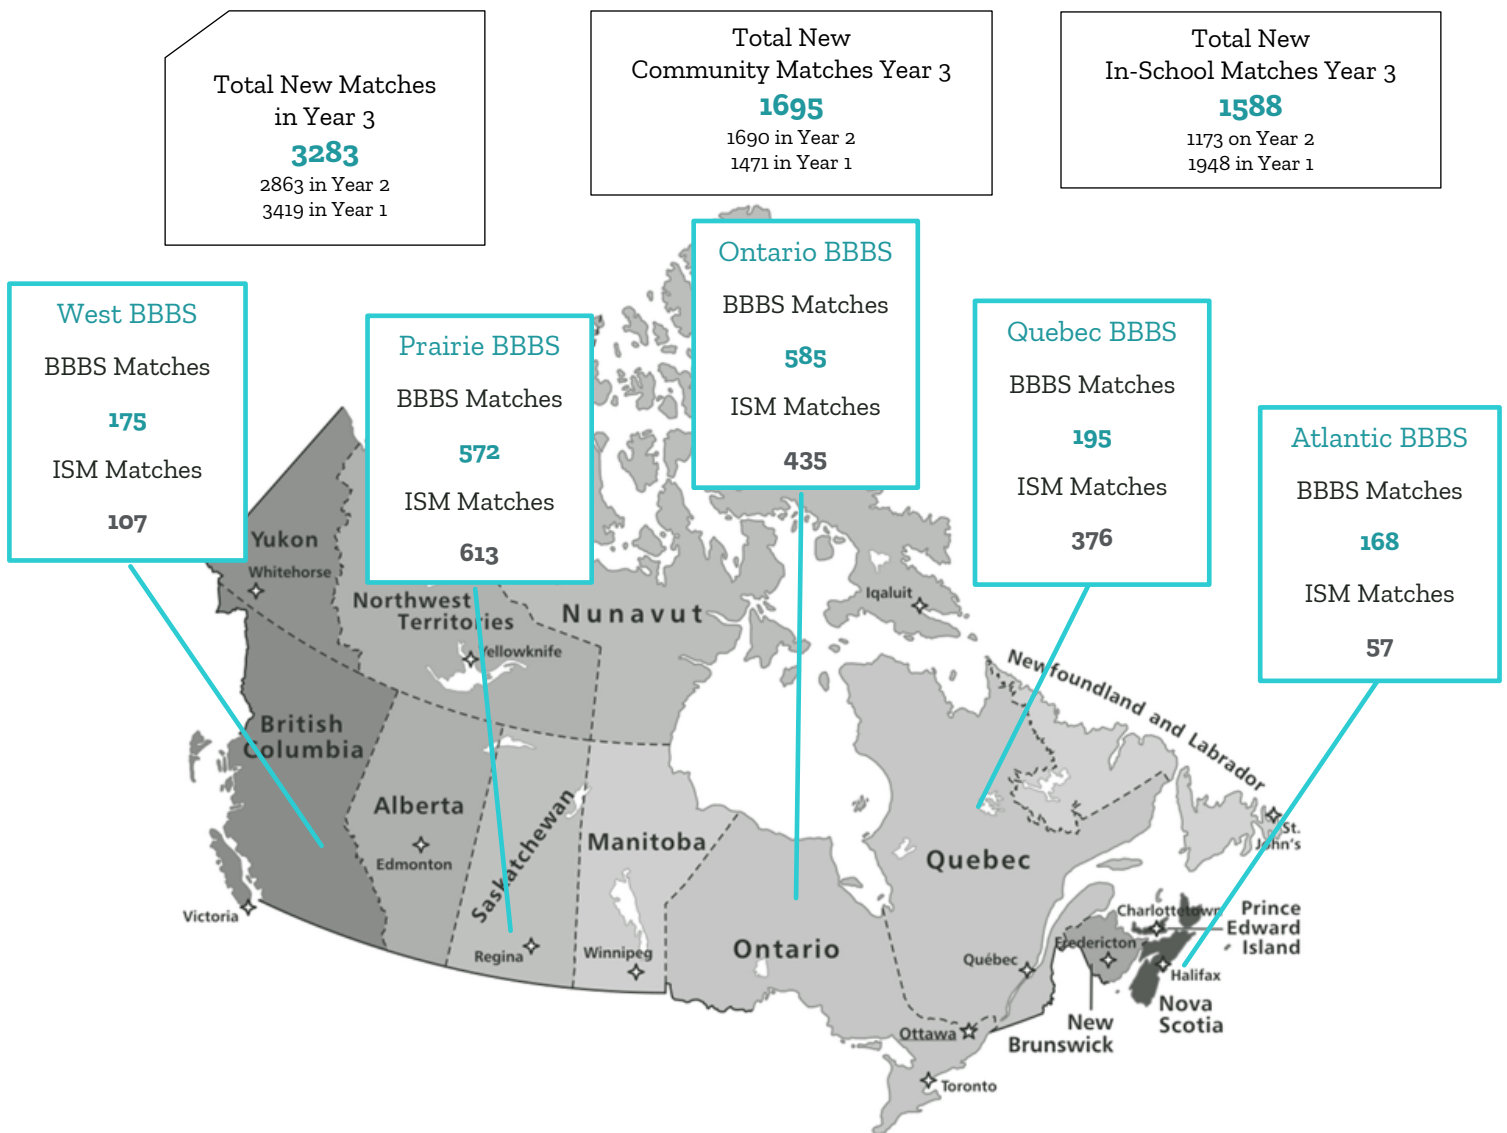 Total New Matches
in Year 3
3283
2863 in Year 2
3419 in Year 1
Total New
Community Matches Year 3
1695
1690 in Year 2
1471 in Year 1
Total New
In-School Matches Year 3
1588
1173 on Year 2
1948 in Year 1
West BBBS
BBBS Matches
175
ISM Matches
107
Prairie BBBS
BBBS Matches
572
ISM Matches
613
Ontario BBBS
BBBS Matches
585
ISM Matches
435
Quebec BBBS
BBBS Matches
195
ISM Matches
376
Atlantic BBBS
BBBS Matches
168
ISM Matches
57
Yukon
Whitehorse
Northwest
Territories
Yellowknife
Nunavut
Iqaluit
Newfoundland and Labrador
St.
John's
British
Columbia
Victoria
Alberta
Edmonton
Saskatchewan
Regina
Manitoba
Winnipeg
Ontario
Ottawa
Toronto
Quebec
Québec
Charlottetown
Prince
Edward
Island
Fredericton
Halifax
Nova
Scotia
New
Brunswick